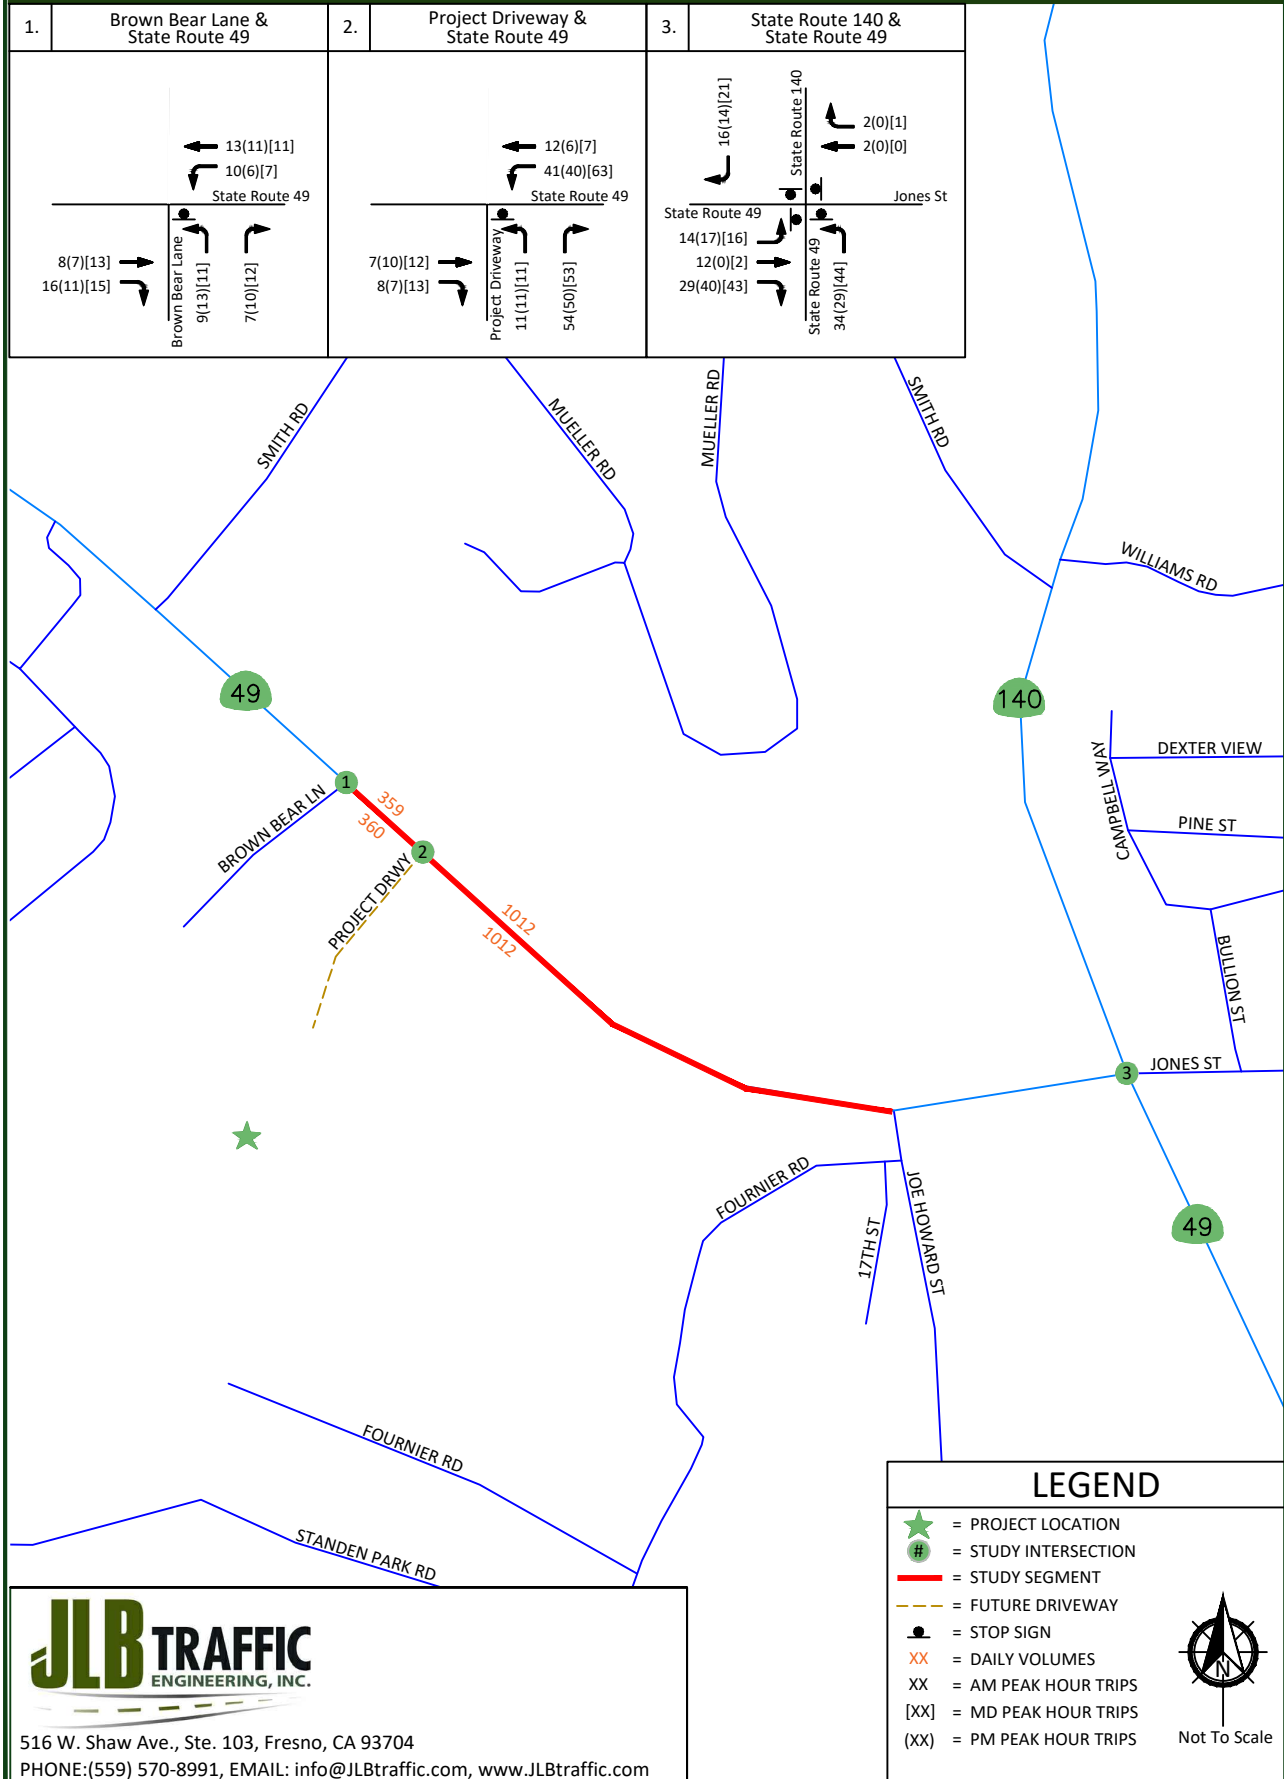 1.
Brown Bear Lane &
State Route 49
2.
Project Driveway &
State Route 49
3.
State Route 140 &
State Route 49
13(11)[11]
10(6)[7]
State Route 49
8(7)[13]
16(11)[15]
Brown Bear Lane
9(13)[11]
7(10)[12]
12(6)[7]
41(40)[63]
State Route 49
7(10)[12]
8(7)[13]
Project Driveway
11(11)[11]
54(50)[53]
16(14)[21]
State Route 140
2(0)[1]
2(0)[0]
Jones St
State Route 49
14(17)[16]
12(0)[2]
29(40)[43]
State Route 49
34(29)[44]
SMITH RD
MUELLER RD
MUELLER RD
SMITH RD
WILLIAMS RD
49
140
DEXTER VIEW
CAMPBELL WAY
PINE ST
1
359
360
BROWN BEAR LN
2
PROJECT DRWY
1012
1012
BULLION ST
3
JONES ST
FOURNIER RD
JOE HOWARD ST
17TH ST
49
FOURNIER RD
STANDEN PARK RD
LEGEND
= PROJECT LOCATION
# = STUDY INTERSECTION
= STUDY SEGMENT
= FUTURE DRIVEWAY
= STOP SIGN
XX = DAILY VOLUMES
XX = AM PEAK HOUR TRIPS
[XX] = MD PEAK HOUR TRIPS
(XX) = PM PEAK HOUR TRIPS
N
Not To Scale
JLB TRAFFIC
ENGINEERING, INC.
516 W. Shaw Ave., Ste. 103, Fresno, CA 93704
PHONE:(559) 570-8991, EMAIL: info@JLBtraffic.com, www.JLBtraffic.com